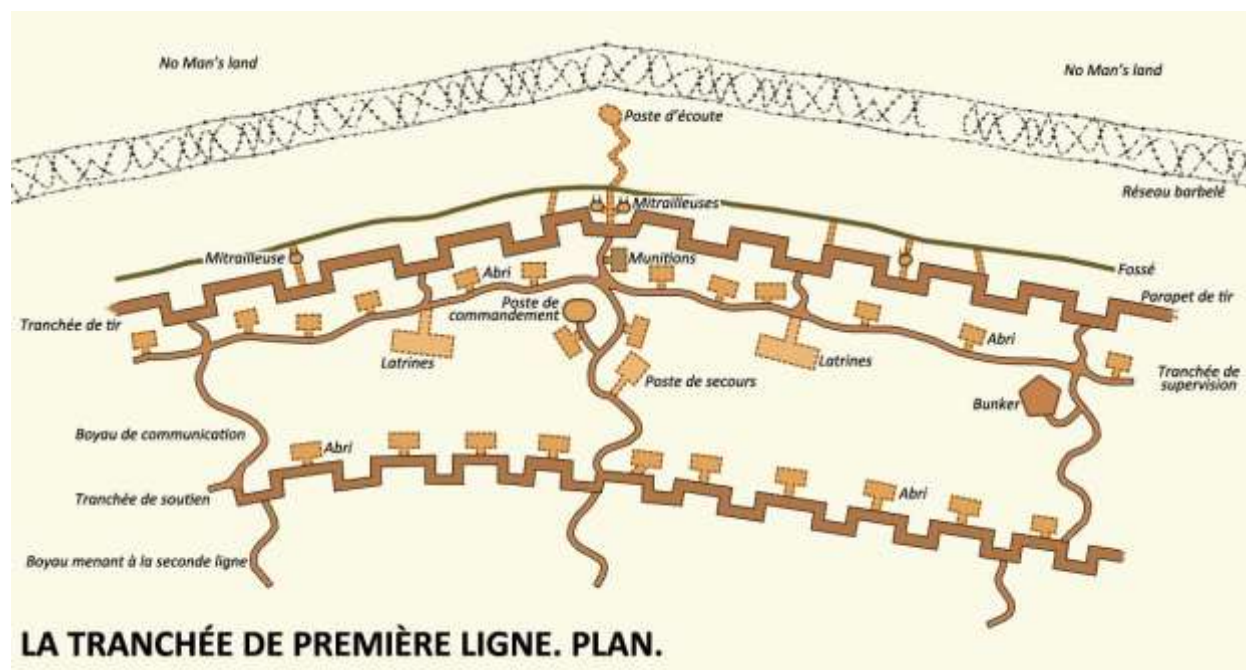 No Man's land
No Man's land
Poste d'écoute
Réseau barbelé
Mitrailleuses
Mitrailleuse
Munitions
Fossé
Abri
Parapet de tir
Poste de
commandement
Tranchée de tir
Abri
Latrines
Latrines
Tranchée de
supervision
Poste de secours
Bunker
Boyau de communication
Abri
Tranchée de soutien
Abri
Boyau menant à la seconde ligne
LA TRANCHÉE DE PREMIÈRE LIGNE. PLAN.